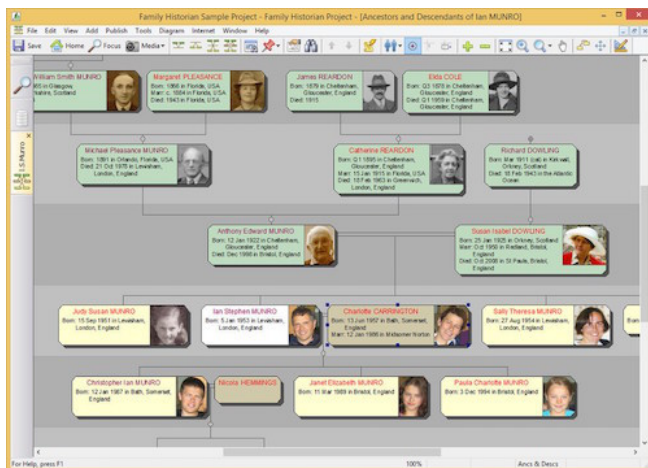 Family Historian Sample Project - Family Historian Project - [Ancestors and Descendants of Ian MUNRO]
File Edit View Add Publish Tools Diagram Internet Window Help
Save Home Focus Media
William Smith MUNRO
in Glasgow,
Scotland
Margaret PLEASANCE
Born: 1866 in Florida, USA
Marr: c. 1884 in Florida, USA
Died: 1943 in Florida, USA
James REARDON
Born: 1879 in Cheltenham,
Gloucester, England
Died: 1915
Elda COLE
Born: Q3 1878 in Cheltenham,
Gloucester, England
Died: Q1 1959 in Cheltenham,
Gloucester, England
I.S.Munro
Michael Pleasance MUNRO
Born: 1891 in Orlando, Florida, USA
Died: 21 Oct 1975 in Lewisham,
London, England
Catherine REARDON
Born: Q1 1895 in Cheltenham,
Gloucester, England
Marr: 15 Jan 1915 in Florida, USA
Died: 18 Feb 1963 in Greenwich,
London, England
Richard DOWLING
Born: Mar 1911 (cal) in Kirkwall,
Orkney, Scotland
Died: 18 Feb 1943 in the Atlantic
Ocean
Anthony Edward MUNRO
Born: 12 Jan 1922 in Cheltenham,
Gloucester, England
Died: Dec 1998 in Bristol, England
Susan Isabel DOWLING
Born: 25 Jan 1925 in Orkney, Scotland
Marr: Oct 1950 in Redland, Bristol,
England
Died: Oct 2008 in St Pauls, Bristol,
England
Judy Susan MUNRO
Born: 15 Sep 1951 in Lewisham,
London, England
Ian Stephen MUNRO
Born: 5 Jan 1953 in Lewisham,
London, England
Charlotte CARRINGTON
Born: 13 Jun 1957 in Bath, Somerset,
England
Marr: 12 Jan 1986 in Midsomer Norton
Sally Theresa MUNRO
Born: 27 Aug 1954 in Lewisham,
London, England
Christopher Ian MUNRO
Born: 12 Jan 1987 in Bath, Somerset,
England
Nicola HEMMINGS
Janet Elizabeth MUNRO
Born: 11 Mar 1989 in Bristol, England
Paula Charlotte MUNRO
Born: 3 Dec 1994 in Bristol, England
For Help, press F1
100%
Ancs & Descs